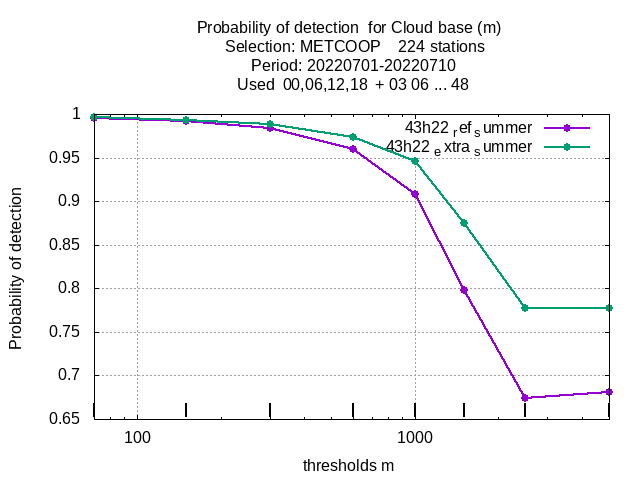 Probability of detection  for Cloud base (m)
Selection: METCOOP    224 stations
Period: 20220701-20220710
Used  00,06,12,18  + 03 06 ... 48
43h22 ref summer
43h22 extra summer
1
0.95
0.9
0.85
0.8
0.75
0.7
0.65
Probability of detection
100
1000
thresholds m